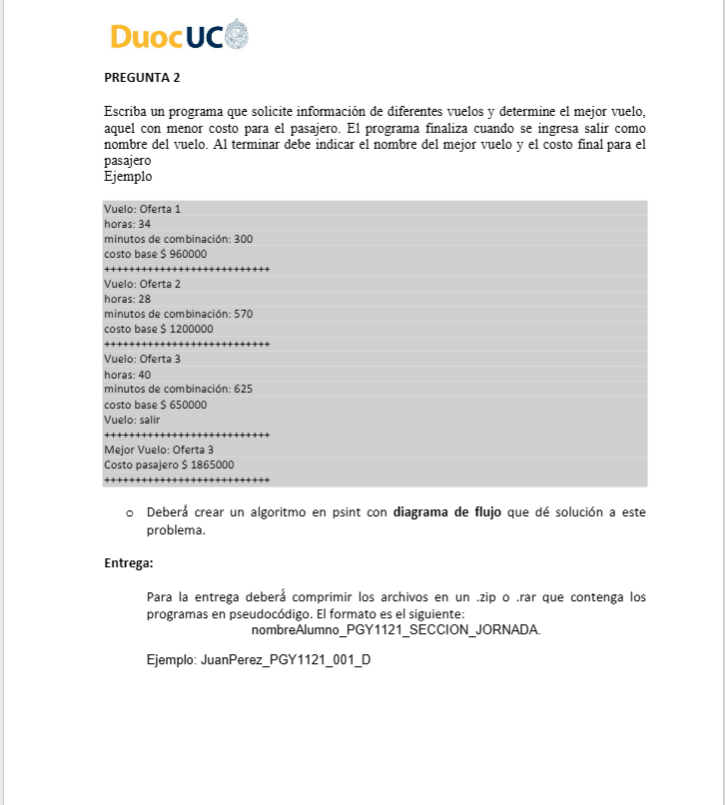 DuocUC
PREGUNTA 2
Escriba un programa que solicite información de diferentes vuelos y determine el mejor vuelo,
aquel con menor costo para el pasajero. El programa finaliza cuando se ingresa salir como
nombre del vuelo. Al terminar debe indicar el nombre del mejor vuelo y el costo final para el
pasajero
Ejemplo
Vuelo: Oferta 1
horas: 34
minutos de combinación: 300
costo base $ 960000
+++++++++++++++++++++++++++
Vuelo: Oferta 2
horas: 28
minutos de combinación: 570
costo base $ 1200000
+++++++++++++++++++++++++++
Vuelo: Oferta 3
horas: 40
minutos de combinación: 625
costo base $ 650000
Vuelo: salir
+++++++++++++++++++++++++++
Mejor Vuelo: Oferta 3
Costo pasajero $ 1865000
+++++++++++++++++++++++++++
o Deberá crear un algoritmo en psint con diagrama de flujo que dé solución a este
problema.
Entrega:
Para la entrega deberá comprimir los archivos en un .zip o .rar que contenga los
programas en pseudocódigo. El formato es el siguiente:
nombreAlumno_PGY1121_SECCION_JORNADA.
Ejemplo: JuanPerez_PGY1121_001_D